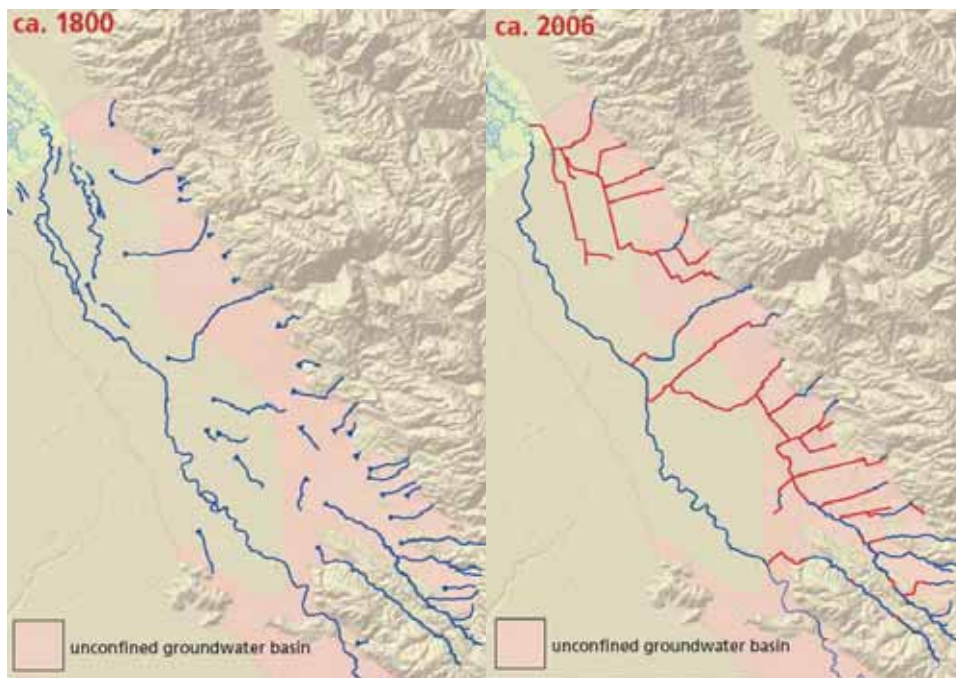 ca. 1800
ca. 2006
unconfined groundwater basin
unconfined groundwater basin